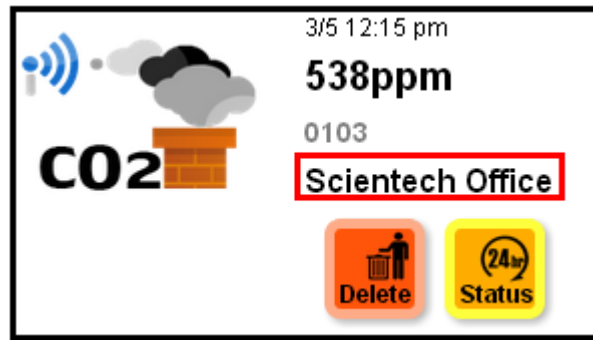 3/5 12:15 pm
538ppm
0103
CO2
Scientech Office
Delete
24hr
Status